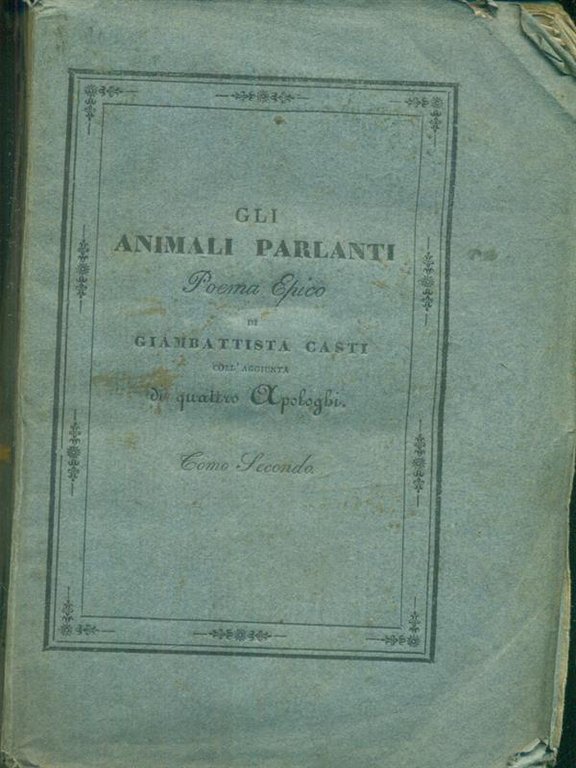 GLI
ANIMALI PARLANTI
Poema Epico
DI
GIAMBATTISTA CASTI
COLL'AGGIUNTA
di quattro Apologhi.
Tomo Secondo.